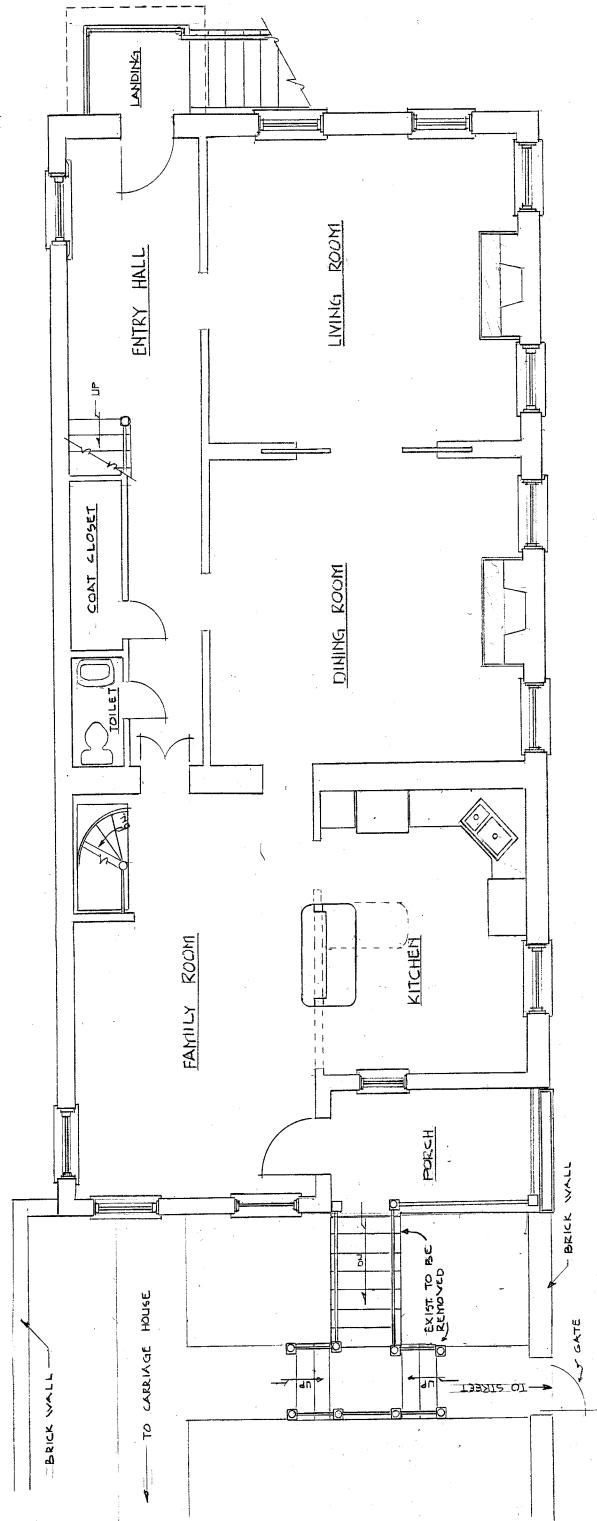 LANDING
ENTRY HALL
LIVING ROOM
UP
COAT CLOSET
TOILET
DINING ROOM
DN
FAMILY ROOM
KITCHEN
PORCH
BRICK WALL
DN
EXIST. TO BE
REMOVED
BRICK WALL
TO CARRIAGE HOUSE
UP
UP
TO STREET
GATE